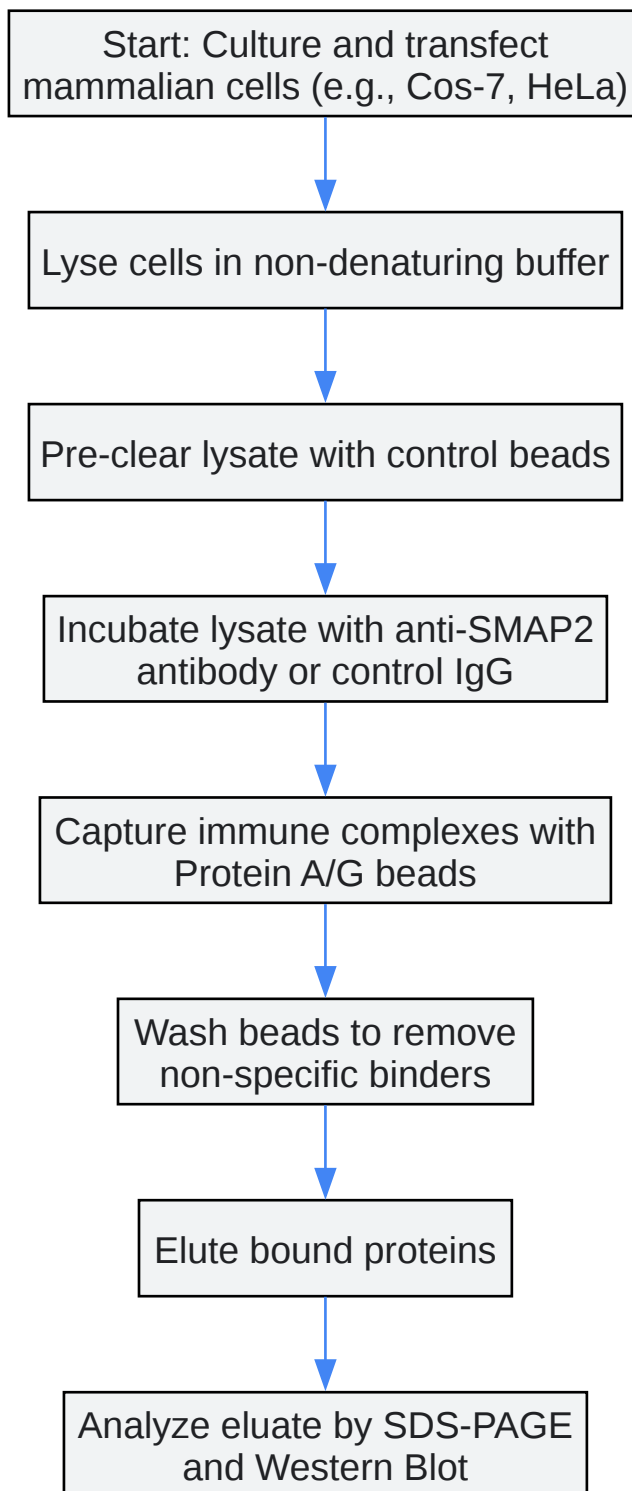 Start: Culture and transfect
mammalian cells (e.g., Cos-7, HeLa)
Lyse cells in non-denaturing buffer
Pre-clear lysate with control beads
Incubate lysate with anti-SMAP2
antibody or control IgG
Capture immune complexes with
Protein A/G beads
Wash beads to remove
non-specific binders
Elute bound proteins
Analyze eluate by SDS-PAGE
and Western Blot